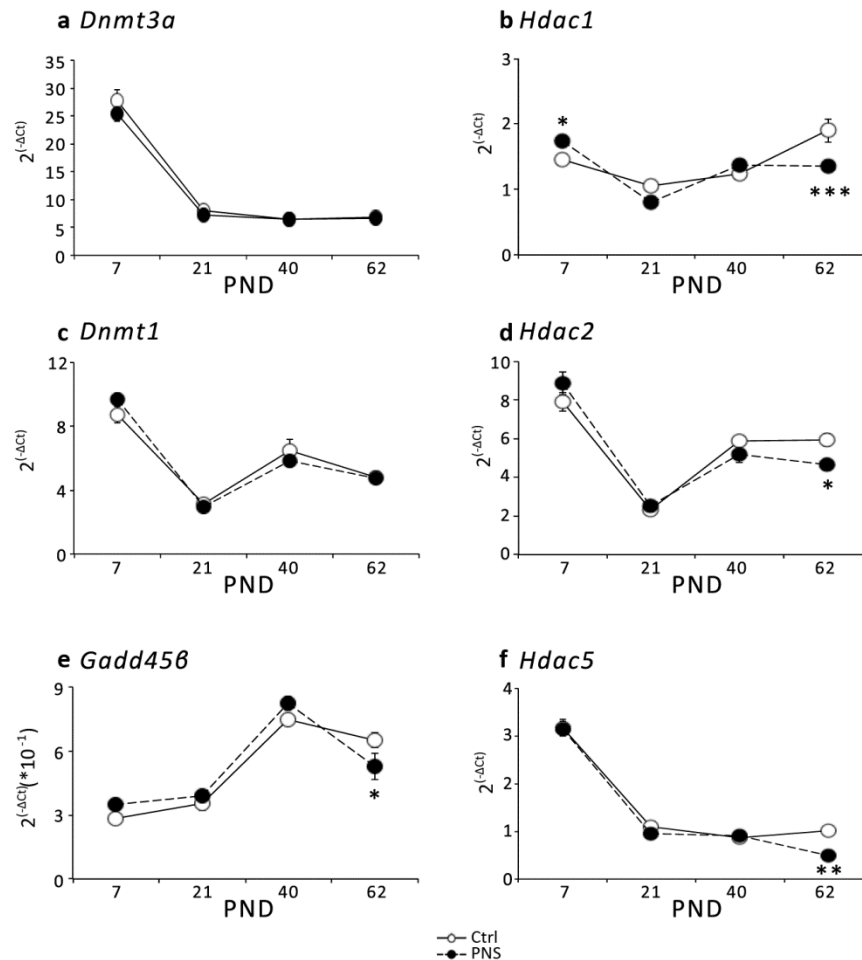 a Dnmt3a
2(-ΔCt)
35
30
25
20
15
10
5
0
7 21 40 62
PND
b Hdac1
2(-ΔCt)
3
2
1
0
*
***
7 21 40 62
PND
c Dnmt1
2(-ΔCt)
12
8
4
0
7 21 40 62
PND
d Hdac2
2(-ΔCt)
10
8
6
4
2
0
*
7 21 40 62
PND
e Gadd45β
2(-ΔCt)(*10-1)
9
6
3
0
*
7 21 40 62
PND
f Hdac5
2(-ΔCt)
4
3
2
1
0
**
7 21 40 62
PND
Ctrl
PNS